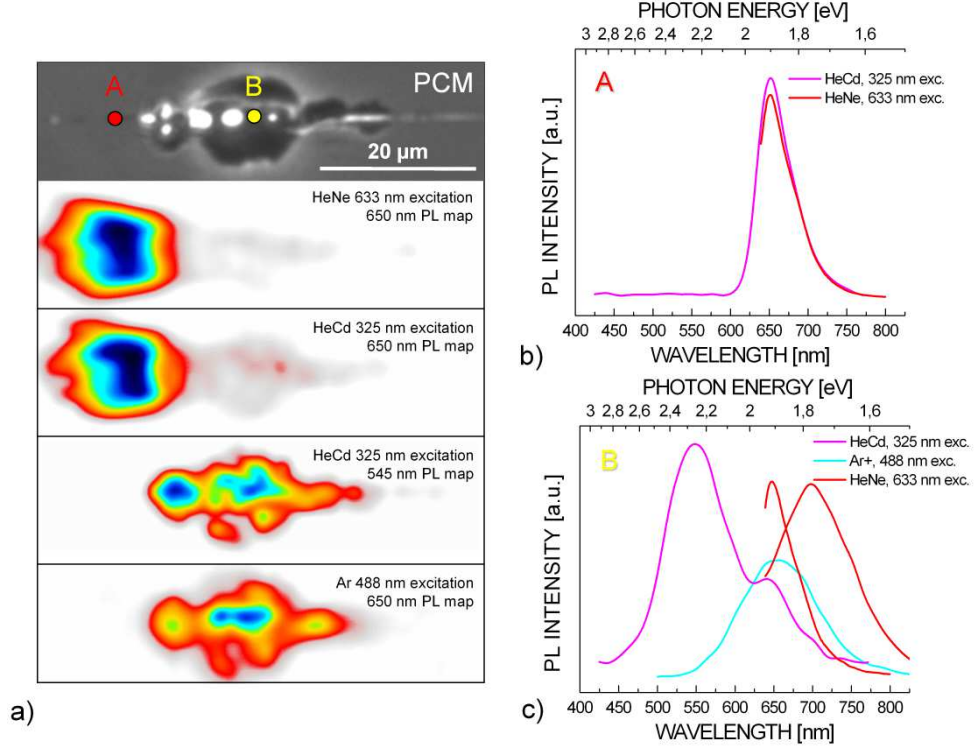 A
B
PCM
20 µm
HeNe 633 nm excitation
650 nm PL map
HeCd 325 nm excitation
650 nm PL map
HeCd 325 nm excitation
545 nm PL map
Ar 488 nm excitation
650 nm PL map
a)
PHOTON ENERGY [eV]
3 2,8 2,6 2,4 2,2 2 1,8 1,6
A
HeCd, 325 nm exc.
HeNe, 633 nm exc.
PL INTENSITY [a.u.]
400 450 500 550 600 650 700 750 800
WAVELENGTH [nm]
b)
PHOTON ENERGY [eV]
3 2,8 2,6 2,4 2,2 2 1,8 1,6
B
HeCd, 325 nm exc.
Ar+, 488 nm exc.
HeNe, 633 nm exc.
PL INTENSITY [a.u.]
400 450 500 550 600 650 700 750 800
WAVELENGTH [nm]
c)